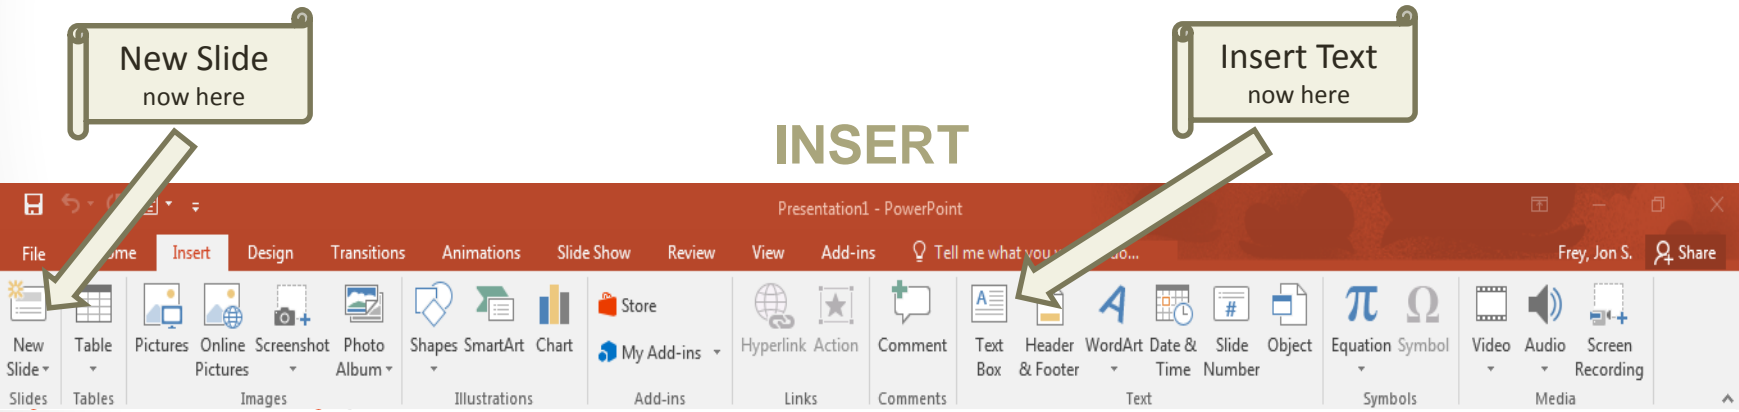 New Slide
now here
Insert Text
now here
INSERT
Presentation1 - PowerPoint
File
Insert Design Transitions Animations Slide Show Review View Add-ins Tell me what you
Frey, Jon S. Share
New Slide
Table
Pictures
Online Pictures
Screenshot
Photo Album
Shapes
SmartArt
Chart
Store
My Add-ins
Hyperlink
Action
Comment
Text Box
Header & Footer
WordArt
Date & Time
Slide Number
#
Object
π
Equation
Ω
Symbol
Video
Audio
Screen Recording
Slides Tables Images Illustrations Add-ins Links Comments Text Symbols Media